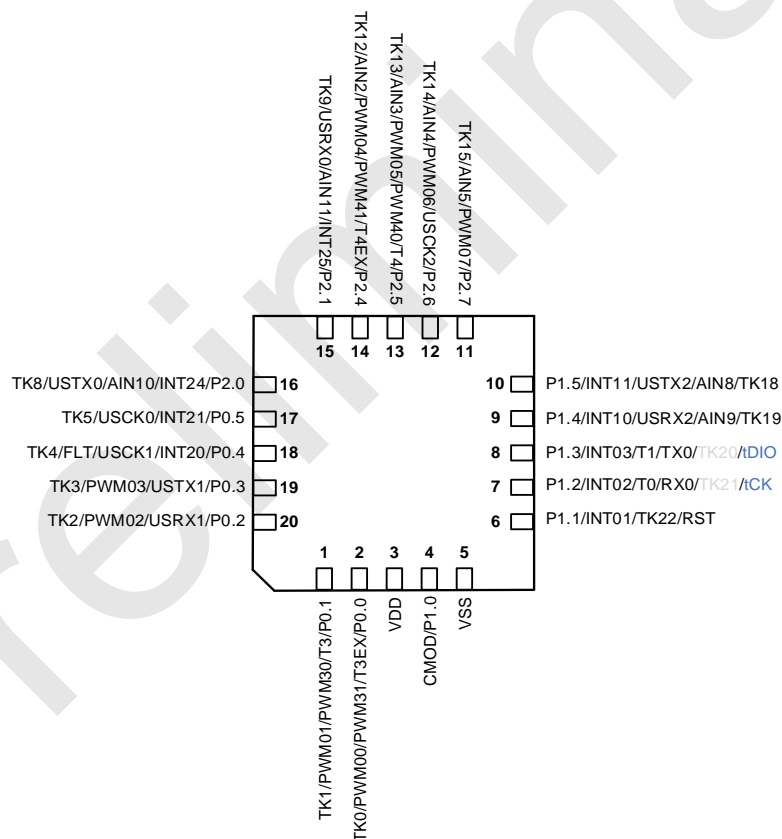 TK9/USRX0/AIN11/INT25/P2.1
TK12/AIN2/PWM04/PWM41/T4EX/P2.4
TK13/AIN3/PWM05/PWM40/T4/P2.5
TK14/AIN4/PWM06/USCK2/P2.6
TK15/AIN5/PWM07/P2.7
15 14 13 12 11
TK8/USTX0/AIN10/INT24/P2.0 16
10 P1.5/INT11/USTX2/AIN8/TK18
TK5/USCK0/INT21/P0.5 17
9 P1.4/INT10/USRX2/AIN9/TK19
TK4/FLT/USCK1/INT20/P0.4 18
8 P1.3/INT03/T1/TX0/TK20/tDIO
TK3/PWM03/USTX1/P0.3 19
7 P1.2/INT02/T0/RX0/TK21/tCK
TK2/PWM02/USRX1/P0.2 20
6 P1.1/INT01/TK22/RST
1 2 3 4 5
TK1/PWM01/PWM30/T3/P0.1
TK0/PWM00/PWM31/T3EX/P0.0
VDD
CMOD/P1.0
VSS
relimina